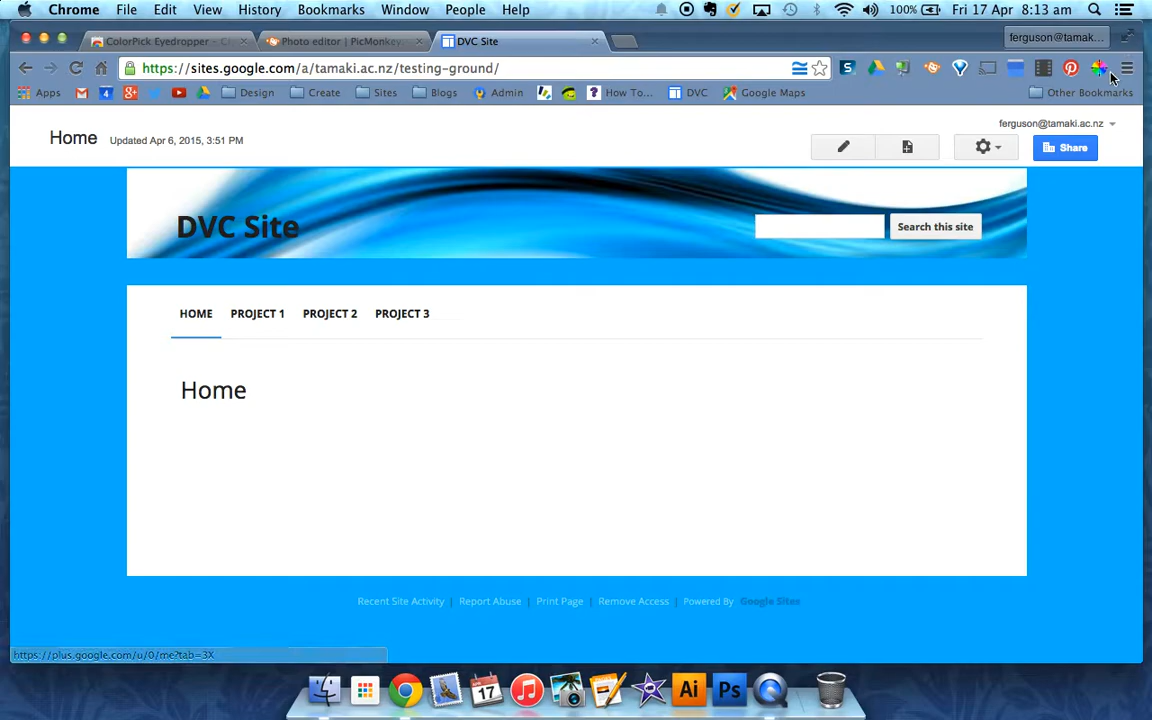 Chrome File Edit View History Bookmarks Window People Help 100% Fri 17 Apr 8:13 am
ColorPick Eyedropper - C Photo editor | PicMonkey DVC Site ferguson@tamak...
https://sites.google.com/a/tamaki.ac.nz/testing-ground/
Apps Design Create Sites Blogs Admin How To... DVC Google Maps Other Bookmarks
ferguson@tamaki.ac.nz
Home Updated Apr 6, 2015, 3:51 PM Share
DVC Site Search this site
HOME PROJECT 1 PROJECT 2 PROJECT 3
Home
Recent Site Activity | Report Abuse | Print Page | Remove Access | Powered By Google Sites
https://plus.google.com/u/0/me?tab=3X
17 Ai Ps